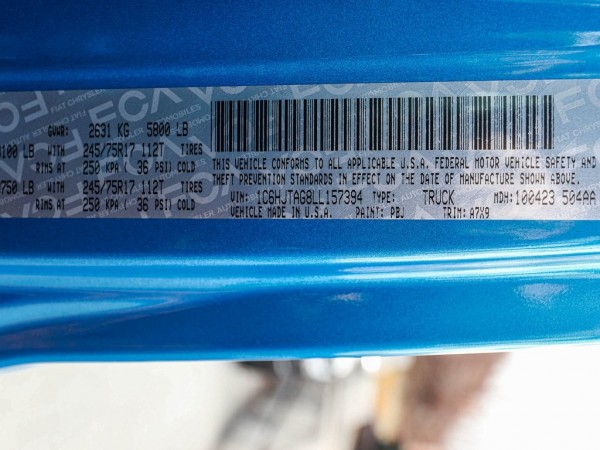 GVWR: 2631 KG 5800 LB
100 LB WITH 245/75R17 112T TIRES
RIMS AT 250 KPA ( 36 PSI) COLD
750 LB WITH 245/75R17 112T TIRES
RIMS AT 250 KPA ( 36 PSI) COLD
THIS VEHICLE CONFORMS TO ALL APPLICABLE U.S.A. FEDERAL MOTOR VEHICLE SAFETY AND
THEFT PREVENTION STANDARDS IN EFFECT ON THE DATE OF MANUFACTURE SHOWN ABOVE.
VIN: 1C6HJTAG8LL157394 TYPE: TRUCK MDH: 100423 504AA
VEHICLE MADE IN U.S.A. PAINT: PBJ TRIM: A7X9
FCA
FIAT CHRYSLER